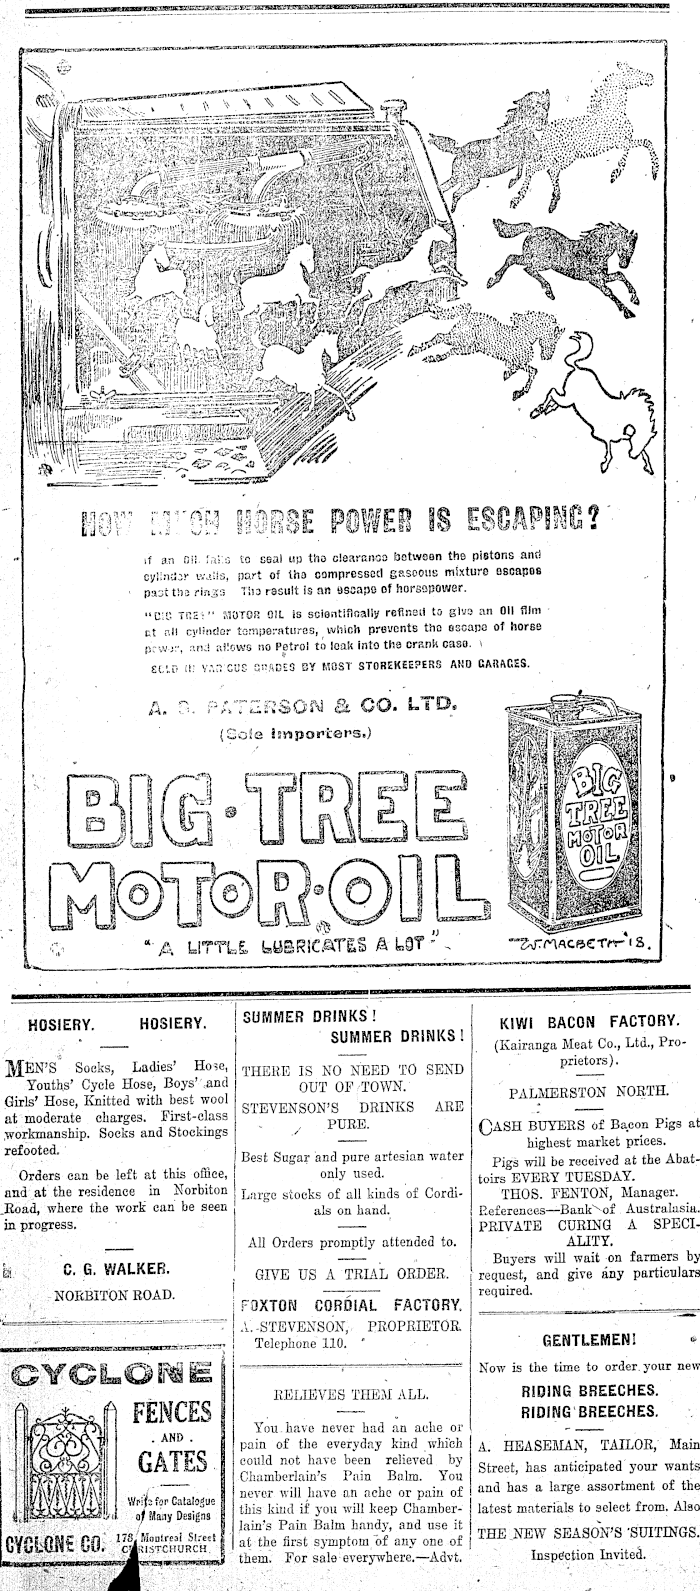 HOW MUCH HORSE POWER IS ESCAPING?
If an Oil fails to seal up the clearance between the pistons and
cylinder walls, part of the compressed gaseous mixture escapes
past the rings The result is an escape of horsepower.
"BIG TREE" MOTOR OIL is scientifically refined to give an Oil film
at all cylinder temperatures, which prevents the escape of horse
power, and allows no Petrol to leak into the crank case.
SOLD IN VARIOUS GRADES BY MOST STOREKEEPERS AND GARAGES.
A. S. PATERSON & CO. LTD.
(Sole Importers.)
BIG·TREE
MOTOR·OIL
"A LITTLE LUBRICATES A LOT"
BIG
TREE
MOTOR
OIL
W. MACBETH '18.
HOSIERY. HOSIERY.
MEN'S Socks, Ladies' Hose,
Youths' Cycle Hose, Boys' and
Girls' Hose, Knitted with best wool
at moderate charges. First-class
workmanship. Socks and Stockings
refooted.
Orders can be left at this office,
and at the residence in Norbiton
Road, where the work can be seen
in progress.
C. G. WALKER.
NORBITON ROAD.
CYCLONE
FENCES
AND
GATES
Write for Catalogue
of Many Designs
CYCLONE CO. 178, Montreal Street
CHRISTCHURCH
SUMMER DRINKS!
SUMMER DRINKS!
THERE IS NO NEED TO SEND
OUT OF TOWN.
STEVENSON'S DRINKS ARE
PURE.
Best Sugar and pure artesian water
only used.
Large stocks of all kinds of Cordi-
als on hand.
All Orders promptly attended to.
GIVE US A TRIAL ORDER.
FOXTON CORDIAL FACTORY.
A. STEVENSON, PROPRIETOR.
Telephone 110.
RELIEVES THEM ALL.
You have never had an ache or
pain of the everyday kind which
could not have been relieved by
Chamberlain's Pain Balm. You
never will have an ache or pain of
this kind if you will keep Chamber-
lain's Pain Balm handy, and use it
at the first symptom of any one of
them. For sale everywhere.—Advt.
KIWI BACON FACTORY.
(Kairanga Meat Co., Ltd., Pro-
prietors).
PALMERSTON NORTH.
CASH BUYERS of Bacon Pigs at
highest market prices.
Pigs will be received at the Abat-
toirs EVERY TUESDAY.
THOS. FENTON, Manager.
References—Bank of Australasia.
PRIVATE CURING A SPECI-
ALITY.
Buyers will wait on farmers by
request, and give any particulars
required.
GENTLEMEN!
Now is the time to order your new
RIDING BREECHES.
RIDING BREECHES.
A. HEASEMAN, TAILOR, Main
Street, has anticipated your wants
and has a large assortment of the
latest materials to select from. Also
THE NEW SEASON'S SUITINGS.
Inspection Invited.